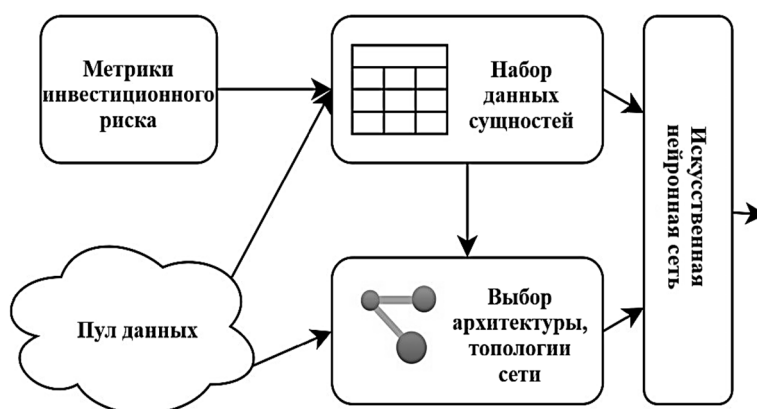 Метрики
инвестиционного
риска
Набор
данных
сущностей
Искусственная
нейронная сеть
Пул данных
Выбор
архитектуры,
топологии
сети